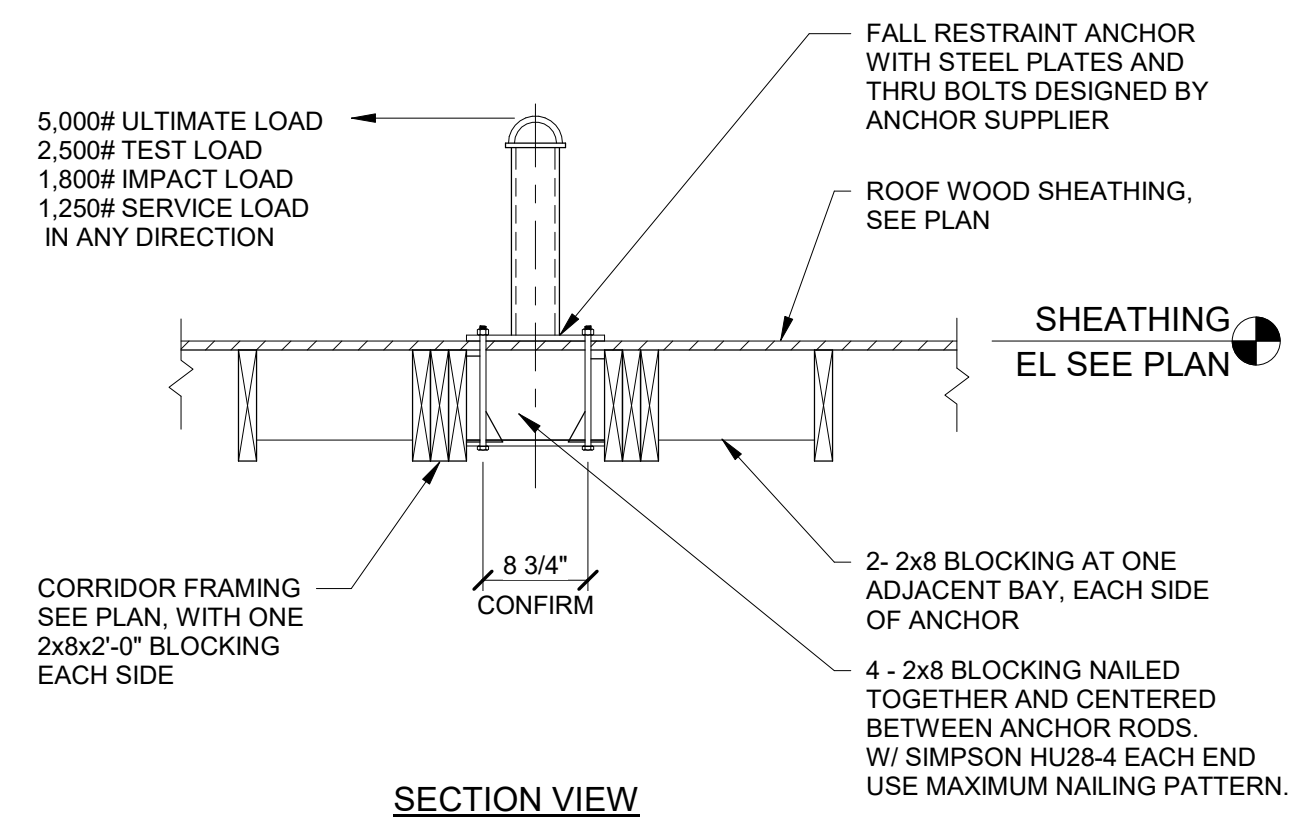 5,000# ULTIMATE LOAD
2,500# TEST LOAD
1,800# IMPACT LOAD
1,250# SERVICE LOAD
IN ANY DIRECTION
FALL RESTRAINT ANCHOR
WITH STEEL PLATES AND
THRU BOLTS DESIGNED BY
ANCHOR SUPPLIER
ROOF WOOD SHEATHING,
SEE PLAN
SHEATHING
EL SEE PLAN
8 3/4"
CONFIRM
CORRIDOR FRAMING
SEE PLAN, WITH ONE
2x8x2'-0" BLOCKING
EACH SIDE
2- 2x8 BLOCKING AT ONE
ADJACENT BAY, EACH SIDE
OF ANCHOR
4 - 2x8 BLOCKING NAILED
TOGETHER AND CENTERED
BETWEEN ANCHOR RODS.
W/ SIMPSON HU28-4 EACH END
USE MAXIMUM NAILING PATTERN.
SECTION VIEW